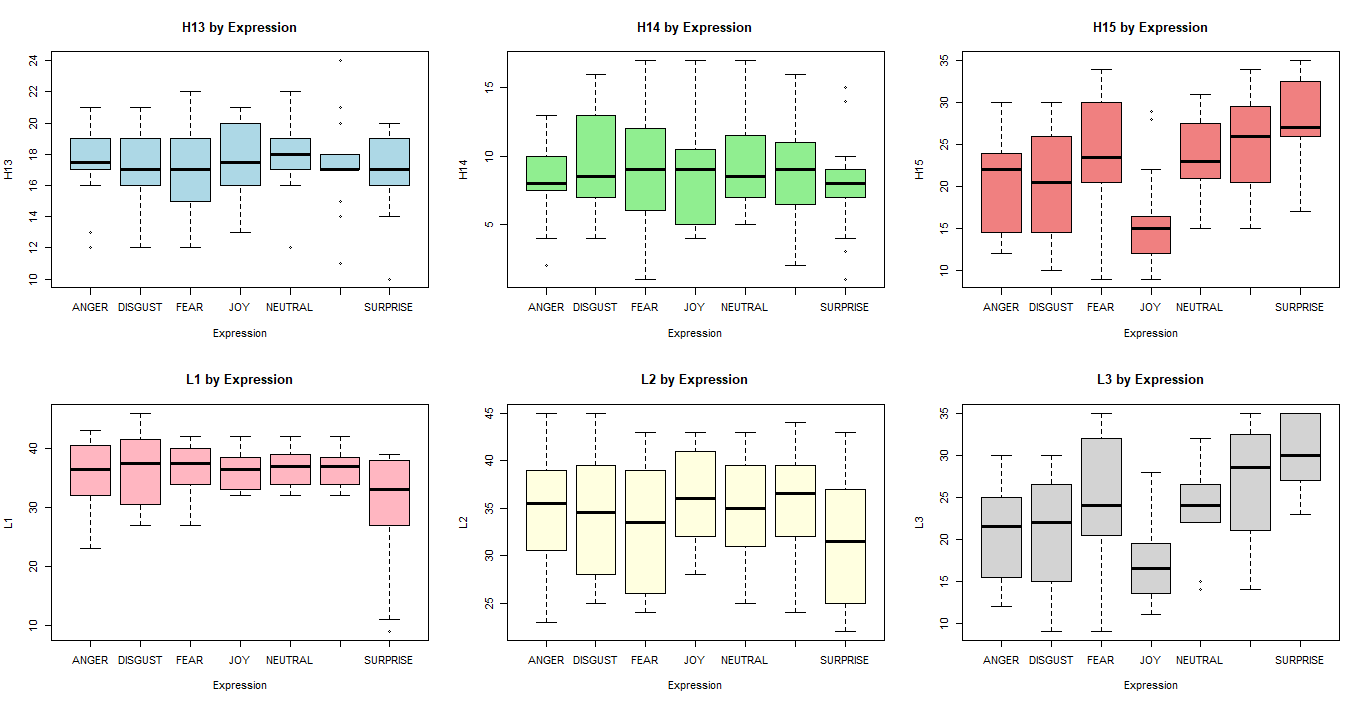 H13 by Expression
H13
24
22
20
18
16
14
12
10
ANGER DISGUST FEAR JOY NEUTRAL SURPRISE
Expression
H14 by Expression
H14
15
10
5
ANGER DISGUST FEAR JOY NEUTRAL SURPRISE
Expression
H15 by Expression
H15
35
30
25
20
15
10
ANGER DISGUST FEAR JOY NEUTRAL SURPRISE
Expression
L1 by Expression
L1
40
30
20
10
ANGER DISGUST FEAR JOY NEUTRAL SURPRISE
Expression
L2 by Expression
L2
45
40
35
30
25
ANGER DISGUST FEAR JOY NEUTRAL SURPRISE
Expression
L3 by Expression
L3
35
30
25
20
15
10
ANGER DISGUST FEAR JOY NEUTRAL SURPRISE
Expression